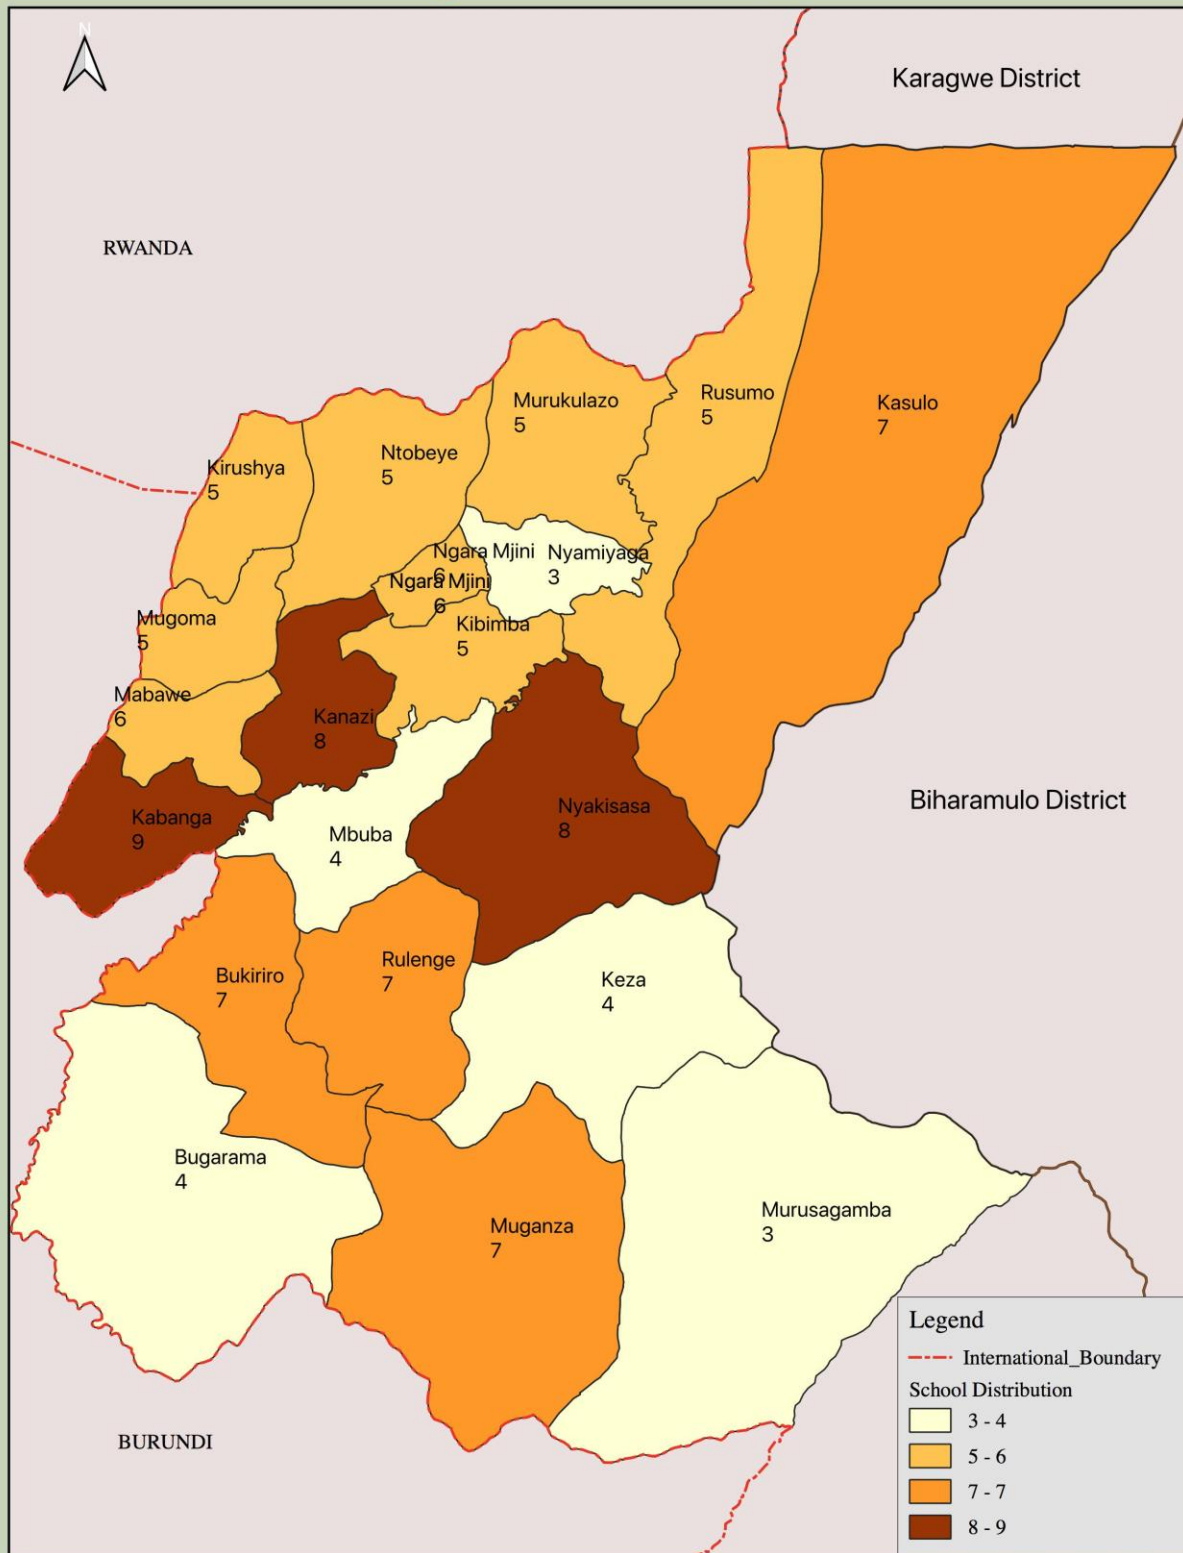 N
Karagwe District
RWANDA
Murukulazo
5
Rusumo
5
Kasulo
7
Ntobeye
5
Kirushya
5
Ngara Mjini
6
Nyamiyaga
3
Ngara Mjini
6
Mugoma
5
Kibimba
5
Mabawe
6
Kanazi
8
Kabanga
9
Mbuba
4
Nyakisasa
8
Biharamulo District
Bukiriro
7
Rulenge
7
Keza
4
Bugarama
4
Muganza
7
Murusagamba
3
BURUNDI
Legend
International_Boundary
School Distribution
3 - 4
5 - 6
7 - 7
8 - 9